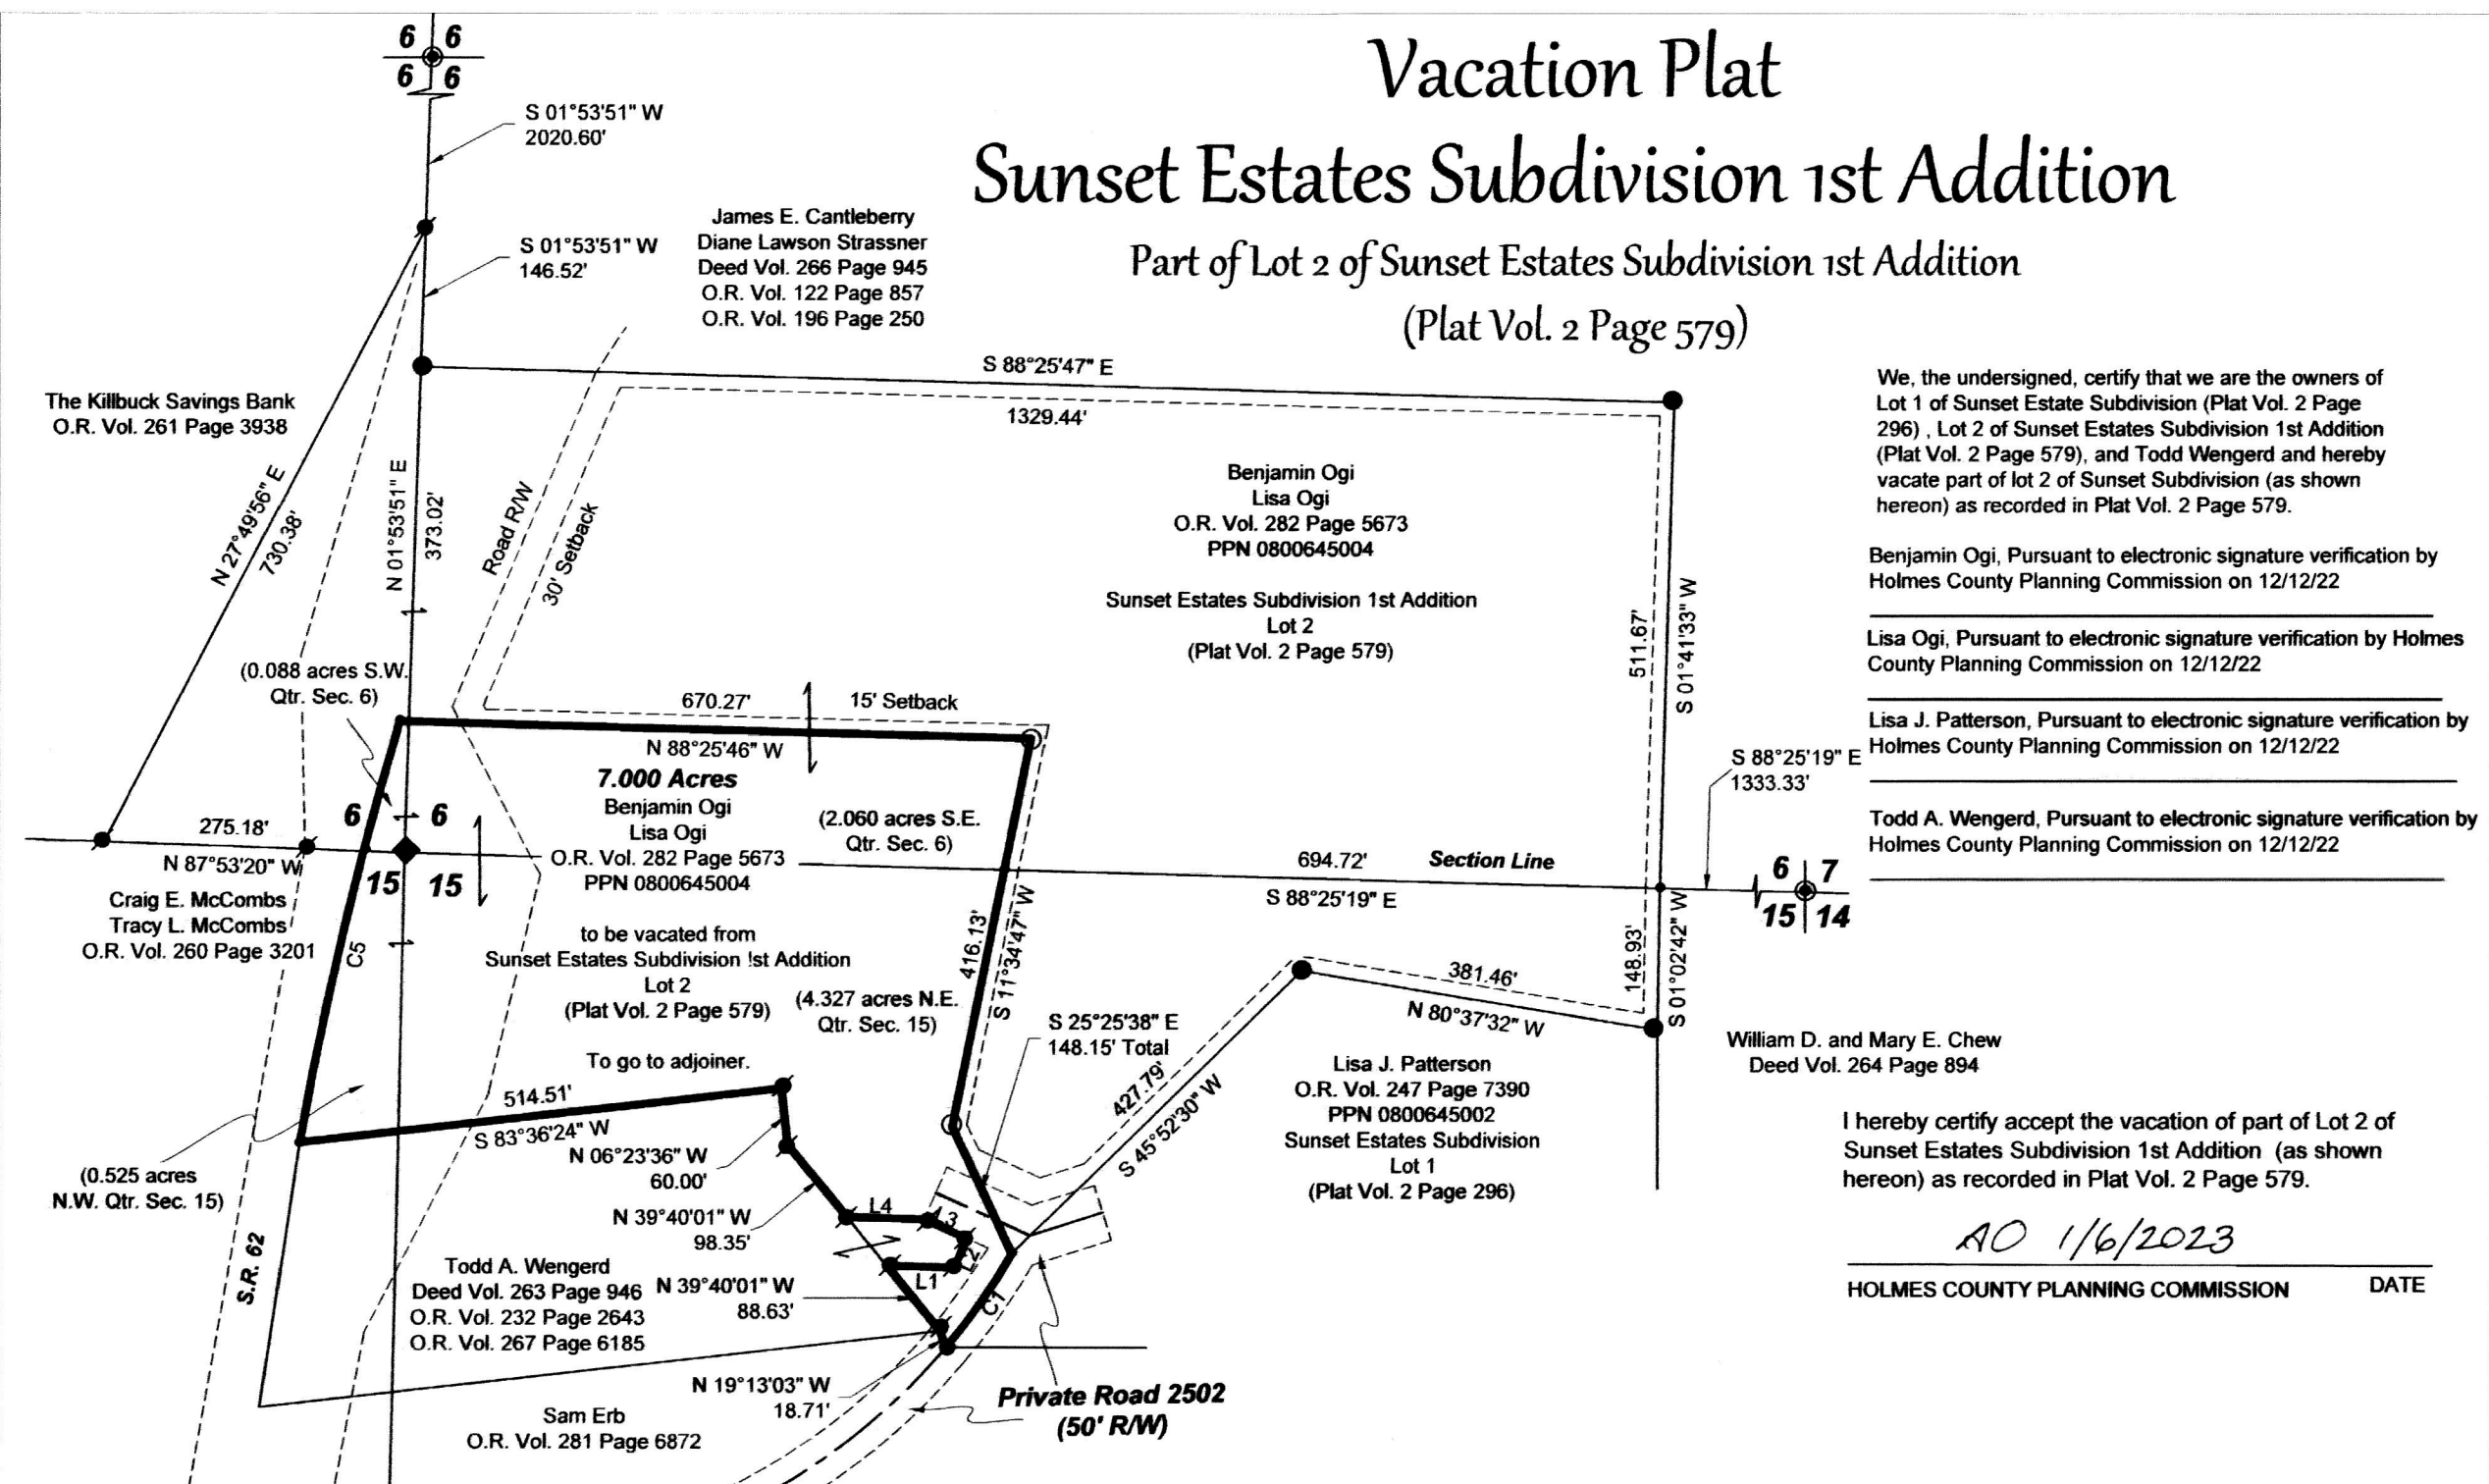 Vacation Plat
Sunset Estates Subdivision 1st Addition
Part of Lot 2 of Sunset Estates Subdivision 1st Addition
(Plat Vol. 2 Page 579)
6 6
6 6
S 01°53'51" W
2020.60'
S 01°53'51" W
146.52'
James E. Cantleberry
Diane Lawson Strassner
Deed Vol. 266 Page 945
O.R. Vol. 122 Page 857
O.R. Vol. 196 Page 250
The Killbuck Savings Bank
O.R. Vol. 261 Page 3938
S 88°25'47" E
1329.44'
N 27°49'56" E
730.38'
N 01°53'51" E
373.02'
Road R/W
30' Setback
Benjamin Ogi
Lisa Ogi
O.R. Vol. 282 Page 5673
PPN 0800645004
Sunset Estates Subdivision 1st Addition
Lot 2
(Plat Vol. 2 Page 579)
511.67'
S 01°41'33" W
We, the undersigned, certify that we are the owners of
Lot 1 of Sunset Estate Subdivision (Plat Vol. 2 Page
296) , Lot 2 of Sunset Estates Subdivision 1st Addition
(Plat Vol. 2 Page 579), and Todd Wengerd and hereby
vacate part of lot 2 of Sunset Subdivision (as shown
hereon) as recorded in Plat Vol. 2 Page 579.
Benjamin Ogi, Pursuant to electronic signature verification by
Holmes County Planning Commission on 12/12/22
Lisa Ogi, Pursuant to electronic signature verification by Holmes
County Planning Commission on 12/12/22
Lisa J. Patterson, Pursuant to electronic signature verification by
Holmes County Planning Commission on 12/12/22
Todd A. Wengerd, Pursuant to electronic signature verification by
Holmes County Planning Commission on 12/12/22
(0.088 acres S.W.
Qtr. Sec. 6)
670.27'
15' Setback
N 88°25'46" W
7.000 Acres
Benjamin Ogi
Lisa Ogi
O.R. Vol. 282 Page 5673
PPN 0800645004
(2.060 acres S.E.
Qtr. Sec. 6)
to be vacated from
Sunset Estates Subdivision !st Addition
Lot 2
(Plat Vol. 2 Page 579)
(4.327 acres N.E.
Qtr. Sec. 15)
To go to adjoiner.
6 6
15 15
275.18'
N 87°53'20" W
Craig E. McCombs
Tracy L. McCombs
O.R. Vol. 260 Page 3201
C5
694.72'
Section Line
S 88°25'19" E
S 88°25'19" E
1333.33'
6 7
15 14
416.13'
S 11°34'47" W
148.93'
S 01°02'42" W
381.46'
N 80°37'32" W
S 25°25'38" E
148.15' Total
427.79'
S 45°52'30" W
Lisa J. Patterson
O.R. Vol. 247 Page 7390
PPN 0800645002
Sunset Estates Subdivision
Lot 1
(Plat Vol. 2 Page 296)
William D. and Mary E. Chew
Deed Vol. 264 Page 894
I hereby certify accept the vacation of part of Lot 2 of
Sunset Estates Subdivision 1st Addition (as shown
hereon) as recorded in Plat Vol. 2 Page 579.
AO 1/6/2023
HOLMES COUNTY PLANNING COMMISSION DATE
514.51'
S 83°36'24" W
(0.525 acres
N.W. Qtr. Sec. 15)
N 06°23'36" W
60.00'
N 39°40'01" W
98.35'
L4
L3
L2
L1
C1
S.R. 62
Todd A. Wengerd
Deed Vol. 263 Page 946
O.R. Vol. 232 Page 2643
O.R. Vol. 267 Page 6185
N 39°40'01" W
88.63'
N 19°13'03" W
18.71'
Private Road 2502
(50' R/W)
Sam Erb
O.R. Vol. 281 Page 6872